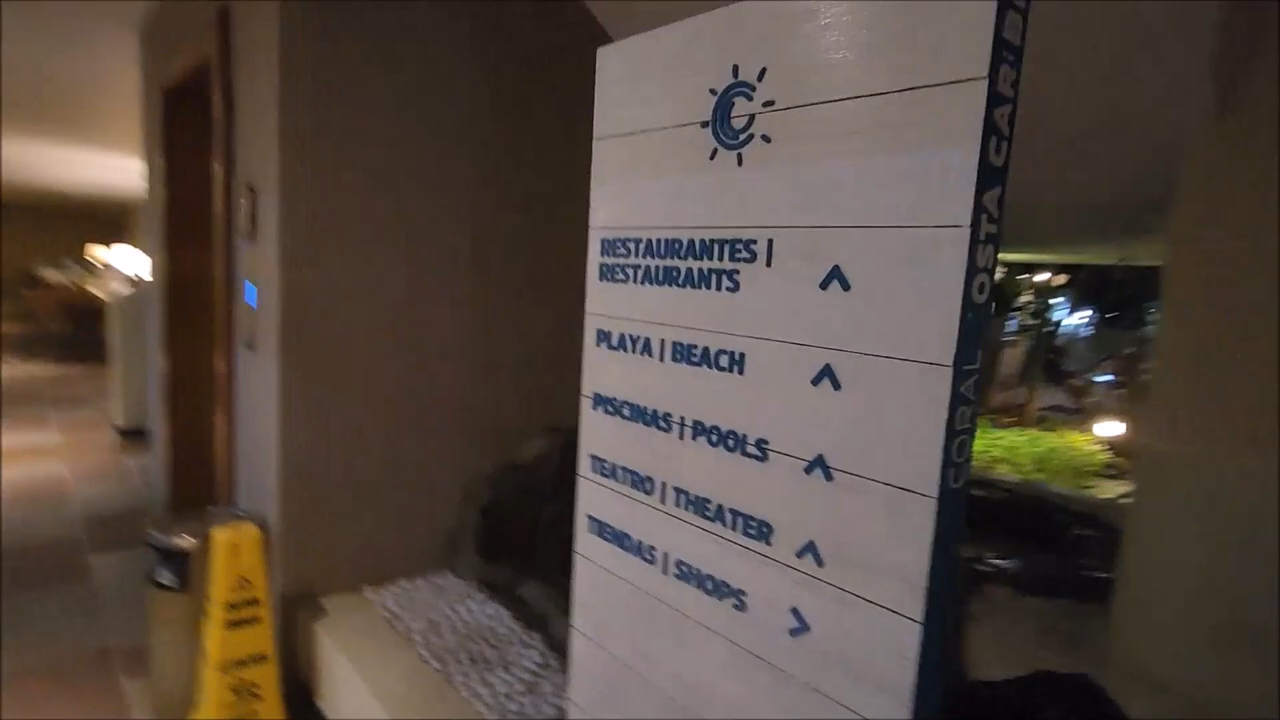 RESTAURANTES |
RESTAURANTS
PLAYA | BEACH
PISCINAS | POOLS
TEATRO | THEATER
TIENDAS | SHOPS
CORAL COSTA CARIBE